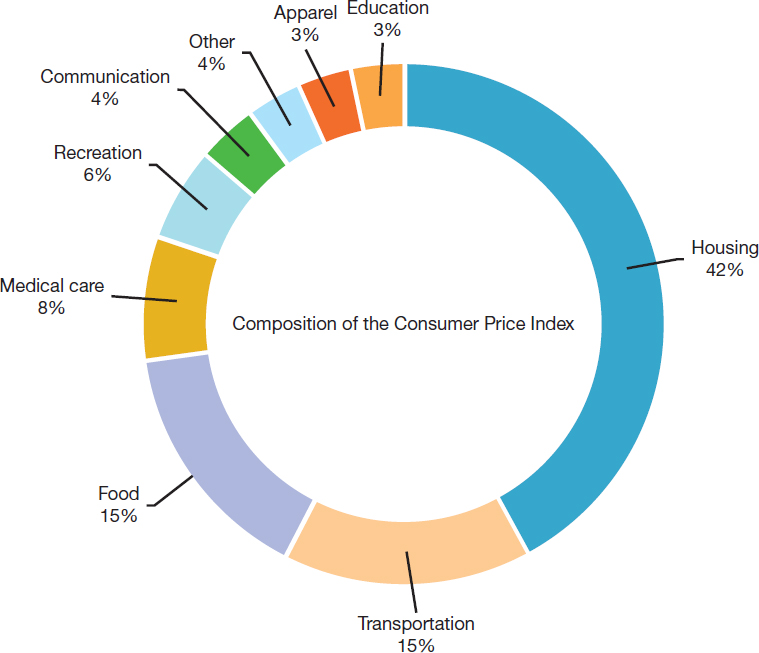 Apparel
3%
Education
3%
Other
4%
Communication
4%
Recreation
6%
Medical care
8%
Food
15%
Transportation
15%
Housing
42%
Composition of the Consumer Price Index